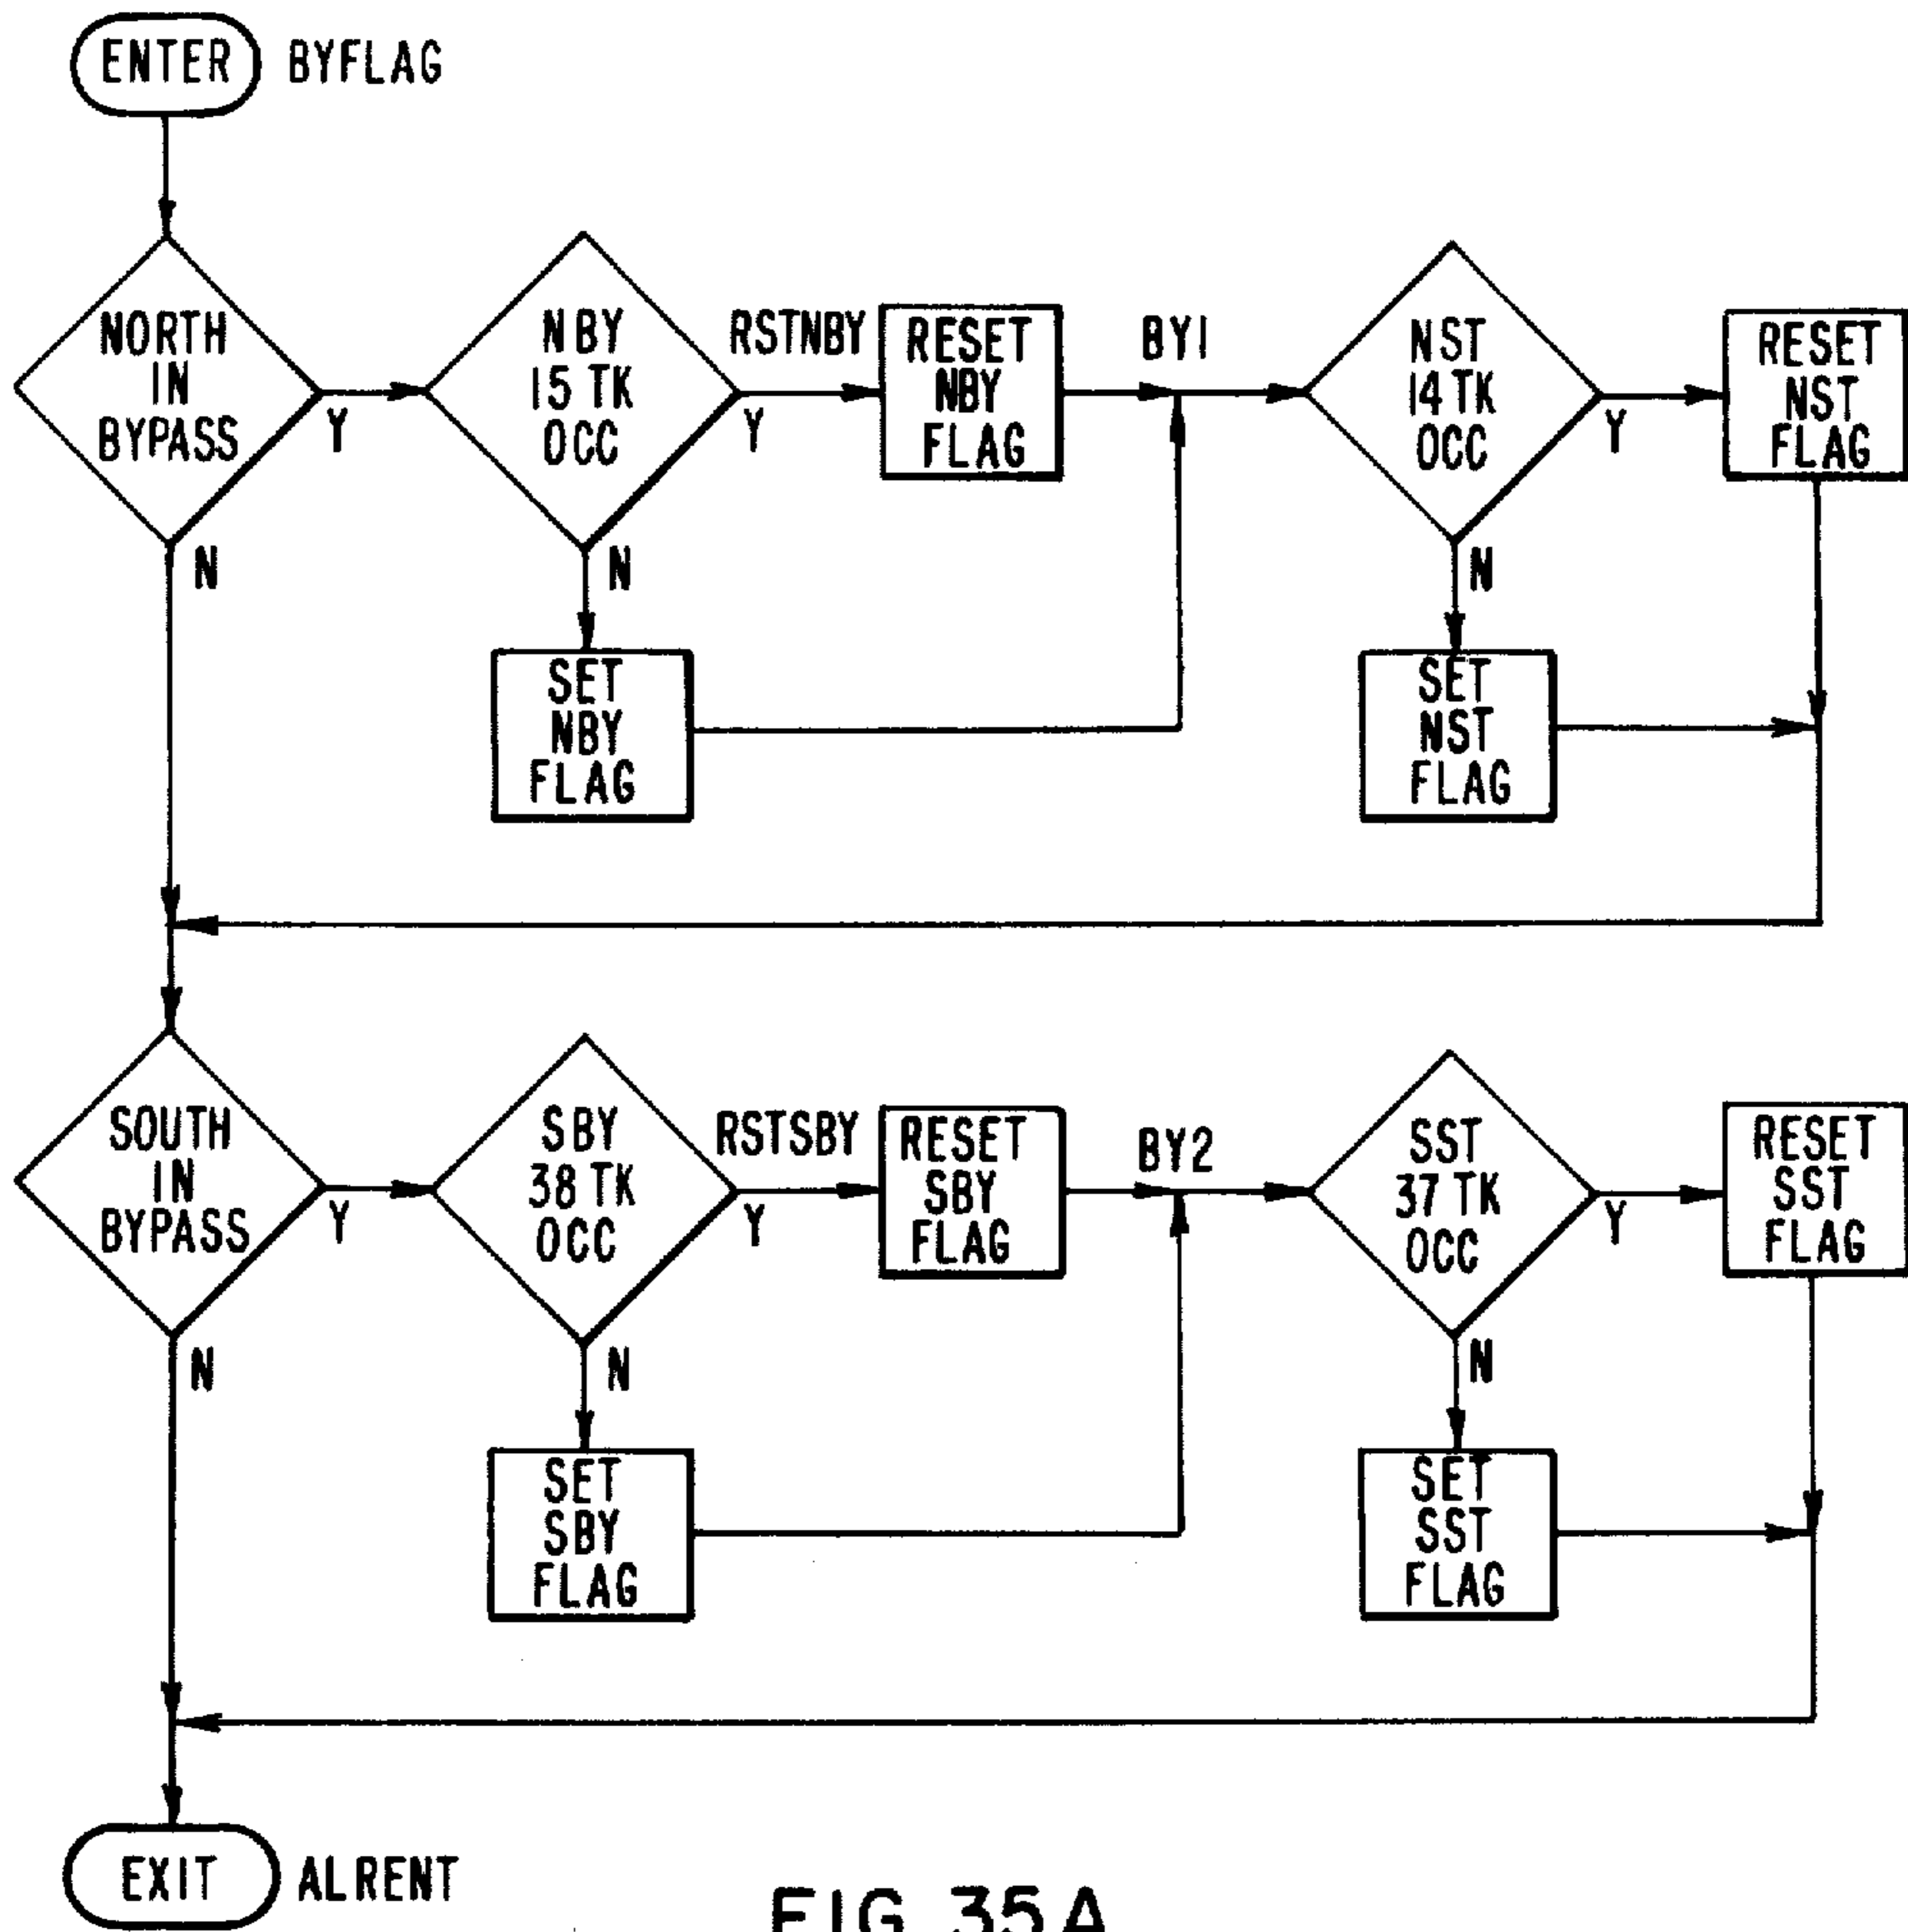 ENTER BYFLAG
NORTH
IN
BYPASS
Y
N
NBY
15 TK
OCC
Y
N
RSTNBY
RESET
NBY
FLAG
SET
NBY
FLAG
BY1
NST
14 TK
OCC
Y
N
RESET
NST
FLAG
SET
NST
FLAG
SOUTH
IN
BYPASS
Y
N
SBY
38 TK
OCC
Y
N
RSTSBY
RESET
SBY
FLAG
SET
SBY
FLAG
BY2
SST
37 TK
OCC
Y
N
RESET
SST
FLAG
SET
SST
FLAG
EXIT ALRENT
FIG. 35A